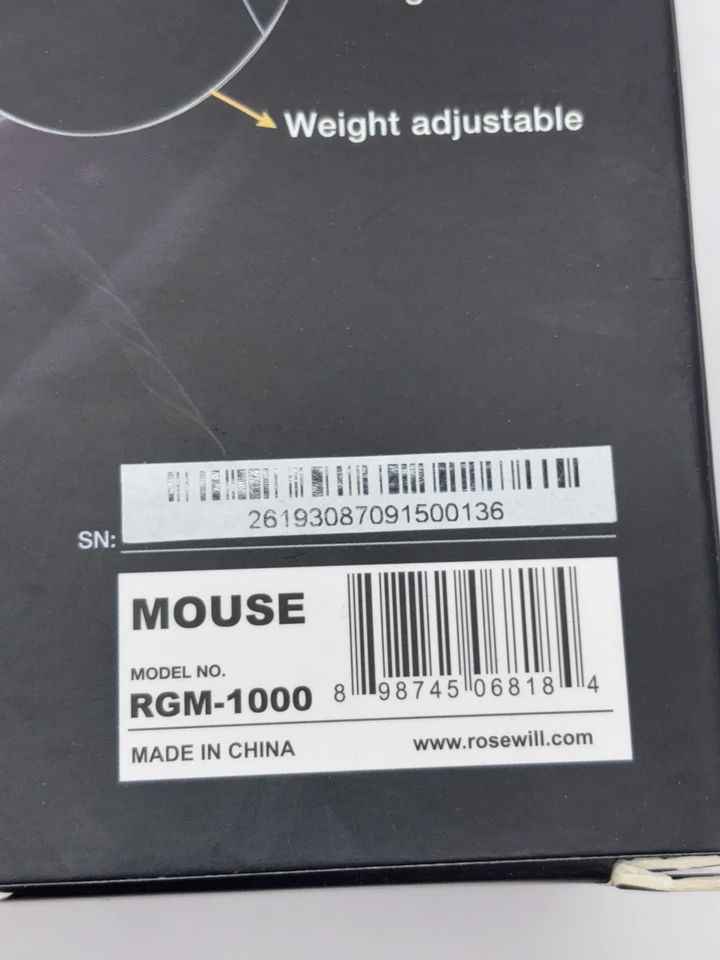 Weight adjustable
26193087091500136
SN:
MOUSE
MODEL NO.
RGM-1000
8 98745 06818 4
MADE IN CHINA
www.rosewill.com